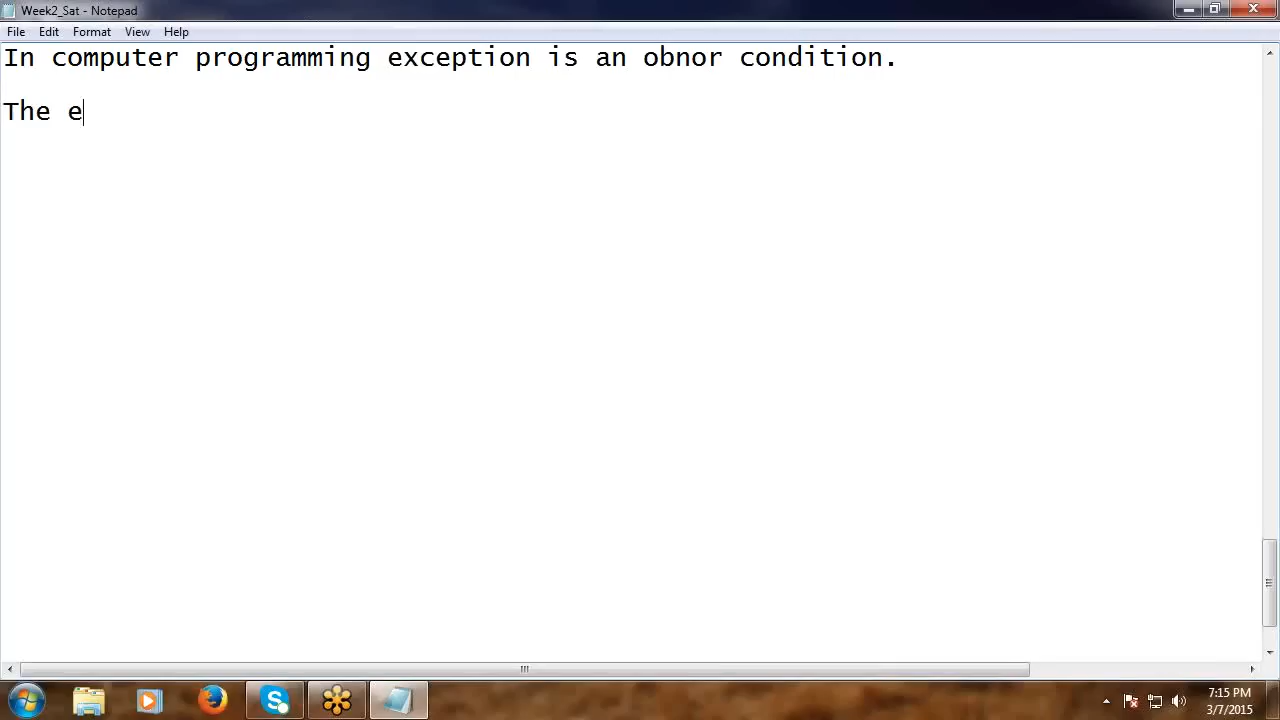 Week2_Sat - Notepad
File Edit Format View Help
In computer programming exception is an obnor condition.
The e
7:15 PM
3/7/2015